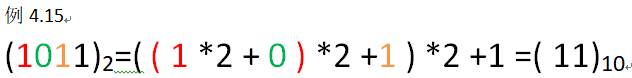 例 4.15
(1011)₂=( ( 1 *2 + 0 ) *2 +1 ) *2 +1 =( 11)₁₀